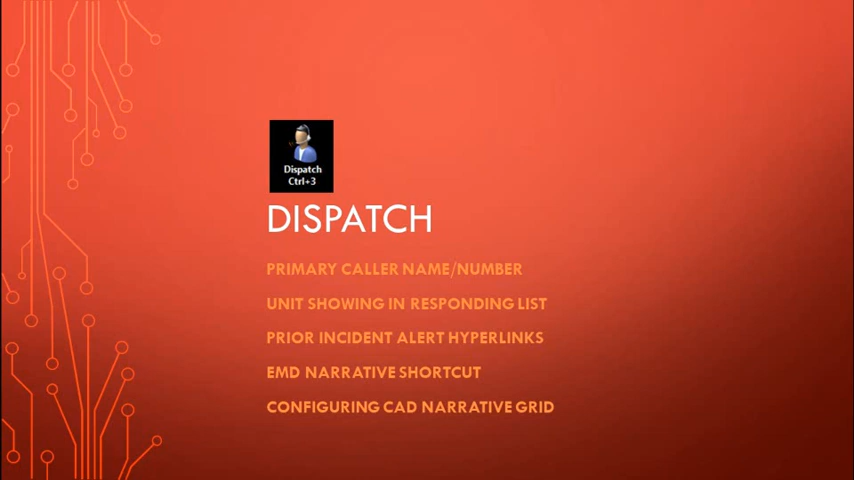 Dispatch
Ctrl+3
DISPATCH
PRIMARY CALLER NAME/NUMBER
UNIT SHOWING IN RESPONDING LIST
PRIOR INCIDENT ALERT HYPERLINKS
EMD NARRATIVE SHORTCUT
CONFIGURING CAD NARRATIVE GRID